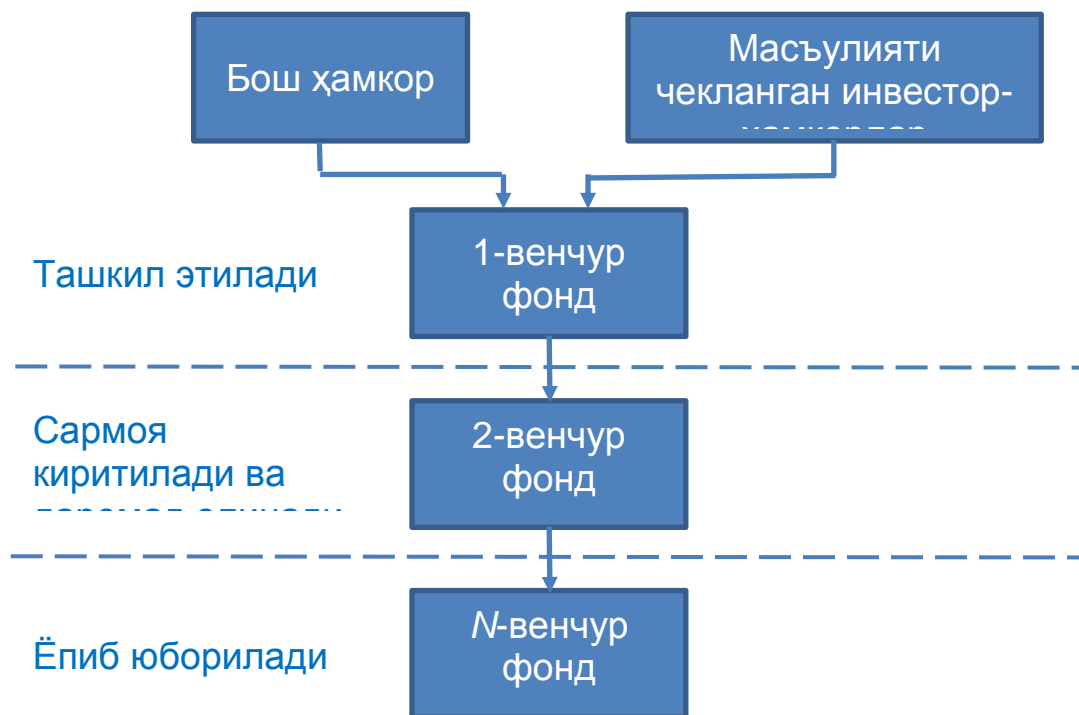 Бош ҳамкор
Масъулияти
чекланган инвестор-
Ташкил этилади
1-венчур
фонд
Сармоя
киритилади ва
2-венчур
фонд
Ёпиб юборилади
N-венчур
фонд